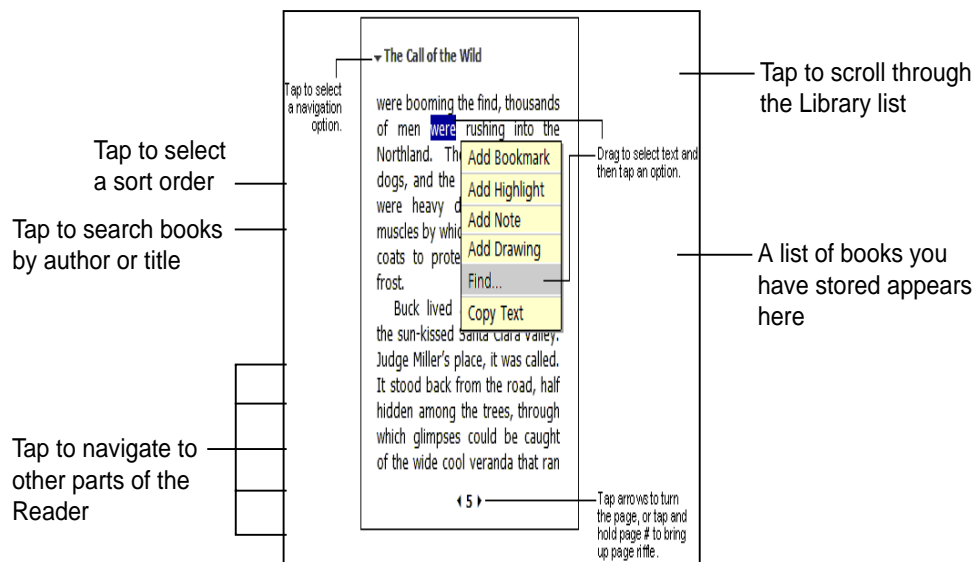 Tap to select
a sort order
Tap to search books
by author or title
Tap to navigate to
other parts of the
Reader
Tap to select
a navigation
option.
The Call of the Wild
were booming the find, thousands
of men were rushing into the
Northland. The
dogs, and the
were heavy d
muscles by whic
coats to prote
frost.
Buck lived
the sun-kissed Santa Clara Valley.
Judge Miller's place, it was called.
It stood back from the road, half
hidden among the trees, through
which glimpses could be caught
of the wide cool veranda that ran
5
Add Bookmark
Add Highlight
Add Note
Add Drawing
Find...
Copy Text
Drag to select text and
then tap an option.
Tap arrows to turn
the page, or tap and
hold page # to bring
up page riffle.
Tap to scroll through
the Library list
A list of books you
have stored appears
here